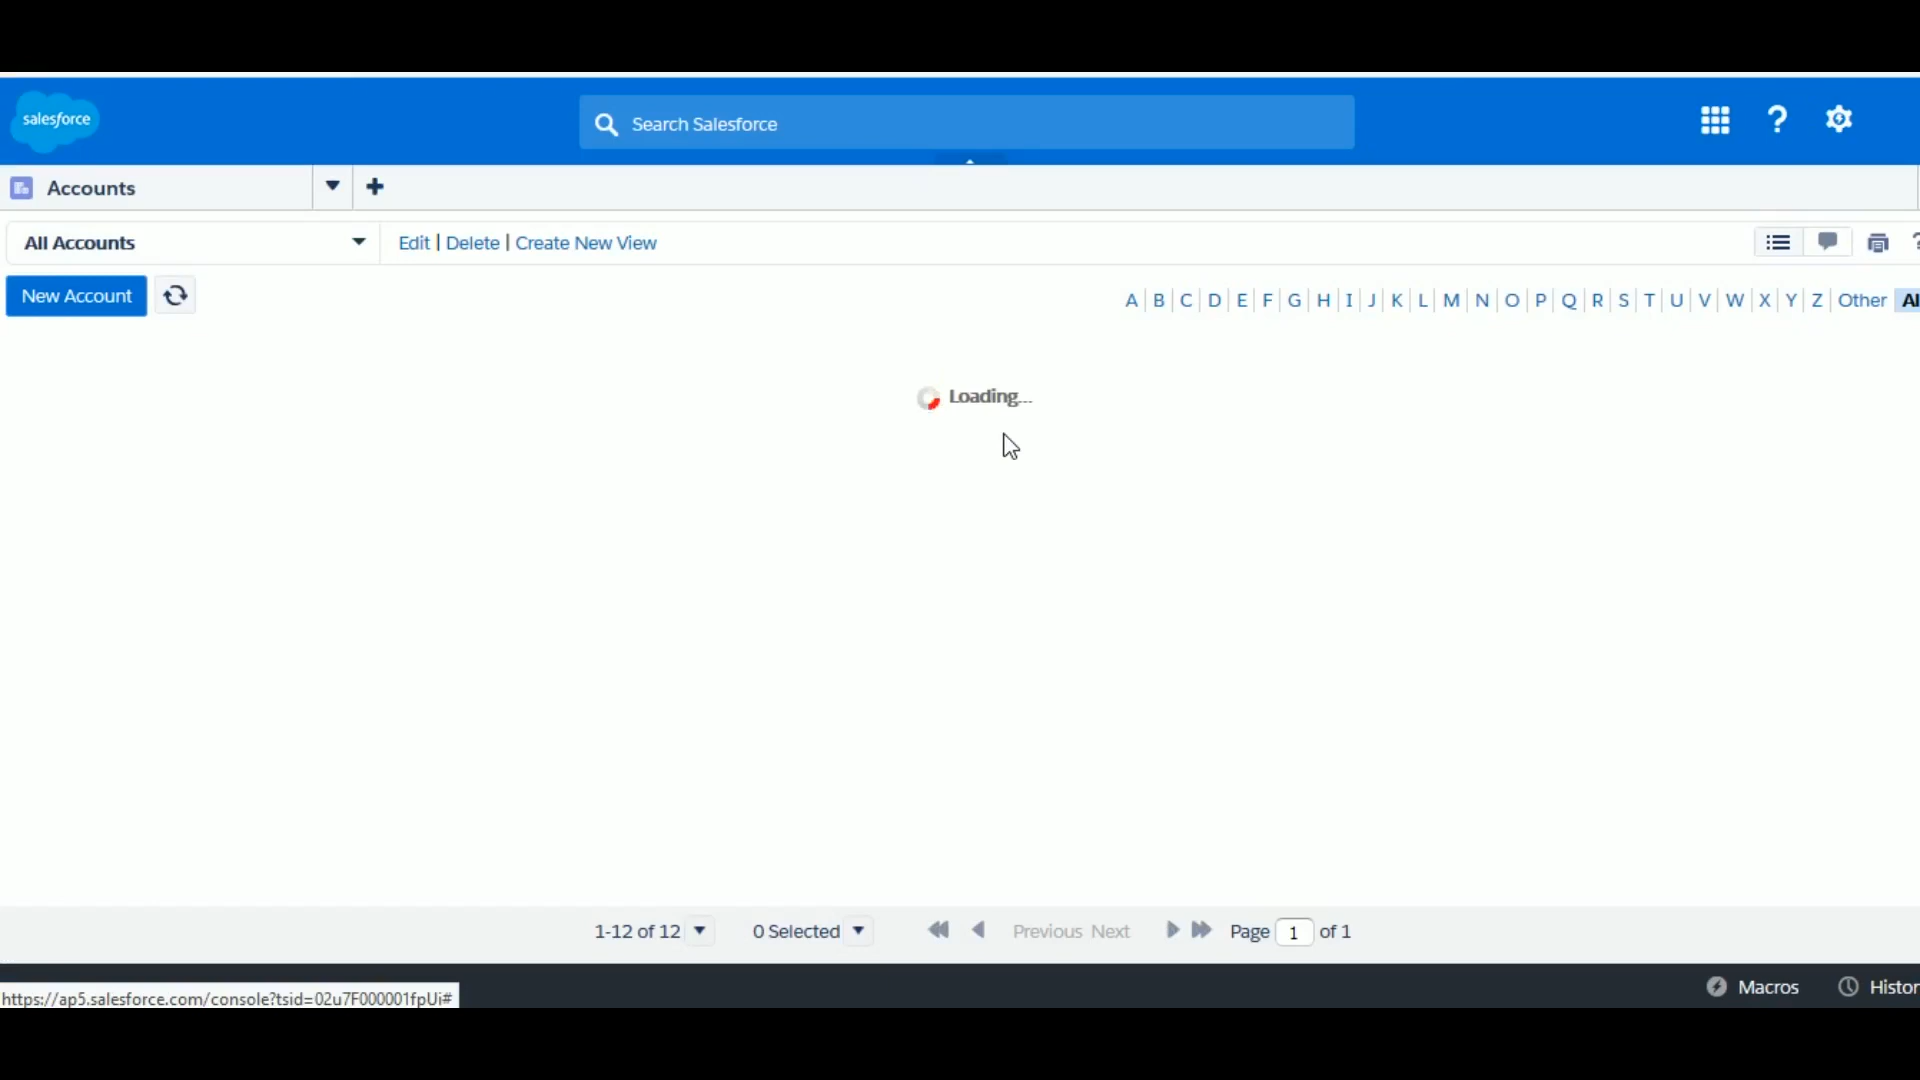 salesforce
Search Salesforce
?
Accounts
All Accounts
Edit | Delete | Create New View
?
New Account
A | B | C | D | E | F | G | H | I | J | K | L | M | N | O | P | Q | R | S | T | U | V | W | X | Y | Z | Other
Loading...
1-12 of 12 0 Selected Previous Next Page 1 of 1
https://ap5.salesforce.com/console?tsid=02u7F000001fpUi#
Macros Histor